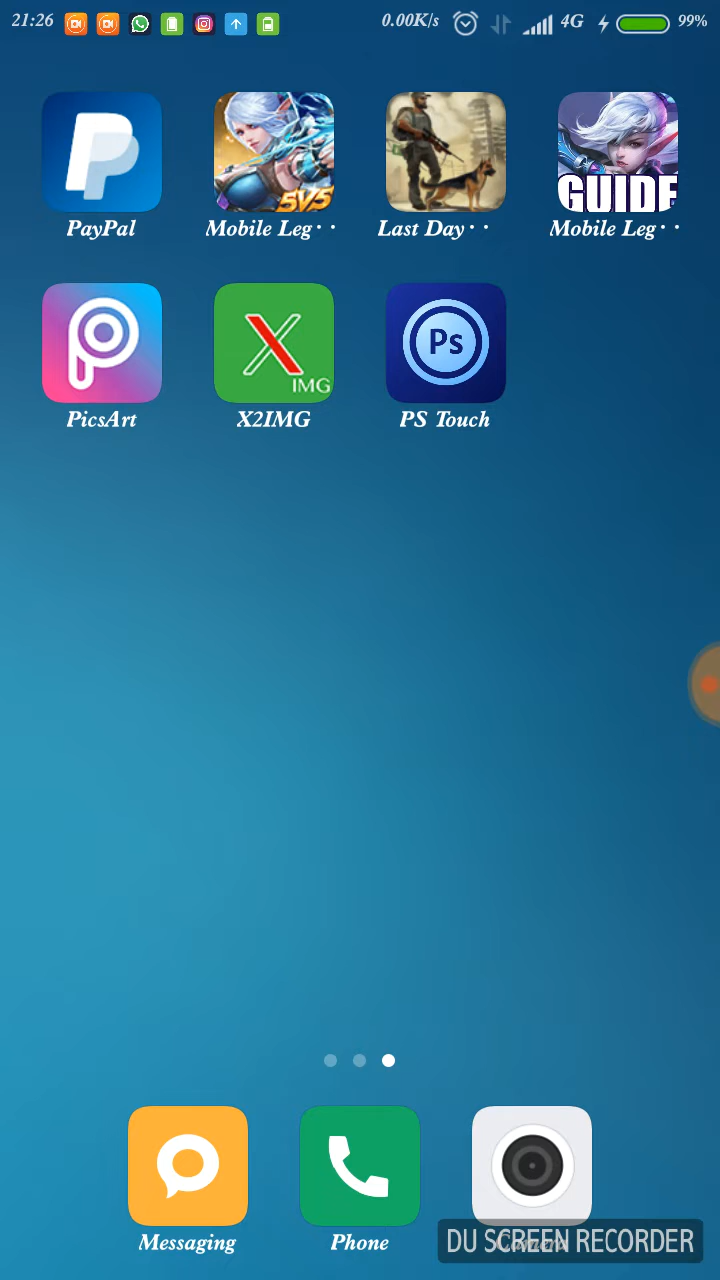 21:26 0.00K/s 4G 99%
5V5
GUIDE
PayPal Mobile Leg·· Last Day ·· Mobile Leg··
IMG
Ps
PicsArt X2IMG PS Touch
Messaging Phone
DU SCREEN RECORDER